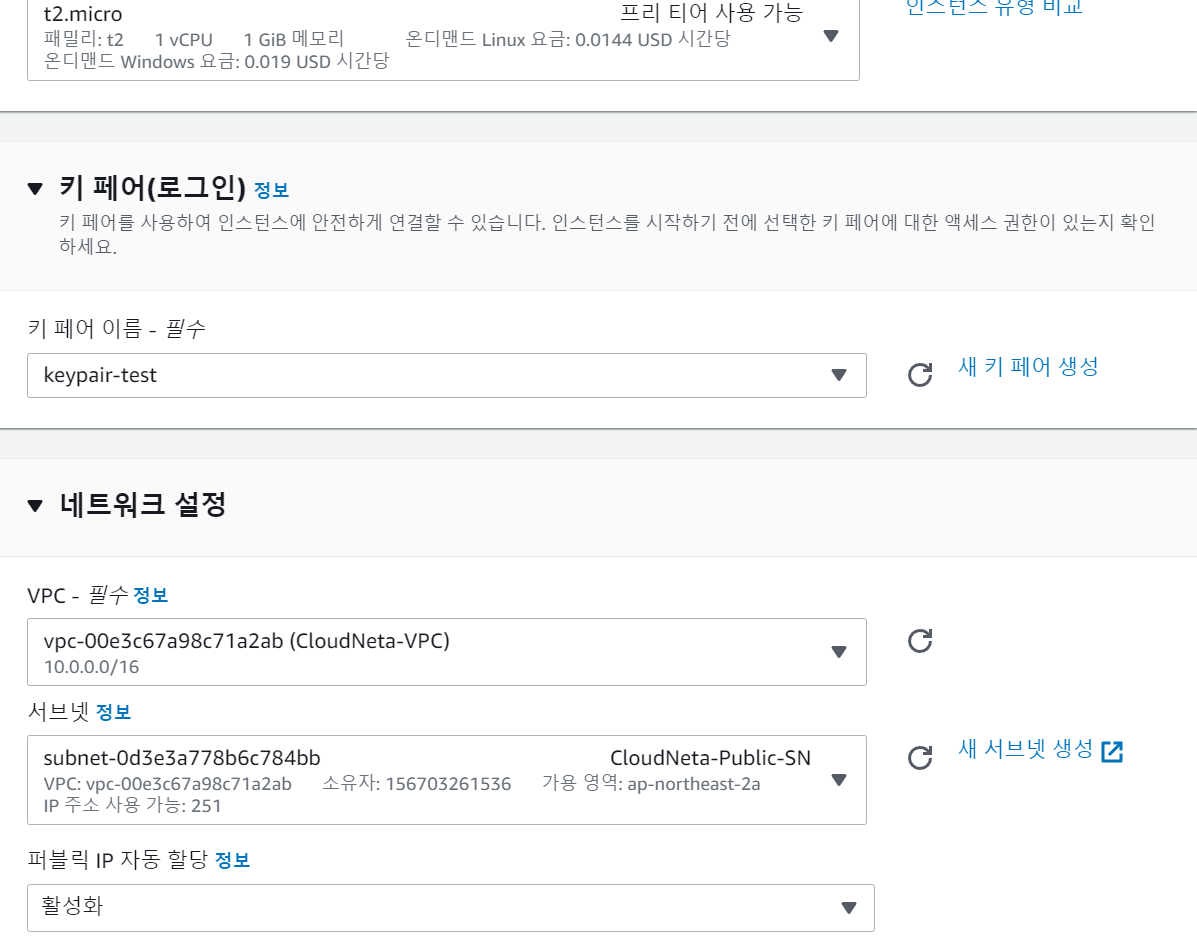 t2.micro 프리 티어 사용 가능
인스턴스 유형 비교
패밀리: t2 1 vCPU 1 GiB 메모리 온디맨드 Linux 요금: 0.0144 USD 시간당
온디맨드 Windows 요금: 0.019 USD 시간당
키 페어(로그인) 정보
키 페어를 사용하여 인스턴스에 안전하게 연결할 수 있습니다. 인스턴스를 시작하기 전에 선택한 키 페어에 대한 액세스 권한이 있는지 확인
하세요.
키 페어 이름 - 필수
keypair-test
새 키 페어 생성
네트워크 설정
VPC - 필수 정보
vpc-00e3c67a98c71a2ab (CloudNeta-VPC)
10.0.0.0/16
서브넷 정보
subnet-0d3e3a778b6c784bb CloudNeta-Public-SN
새 서브넷 생성
VPC: vpc-00e3c67a98c71a2ab 소유자: 156703261536 가용 영역: ap-northeast-2a
IP 주소 사용 가능: 251
퍼블릭 IP 자동 할당 정보
활성화